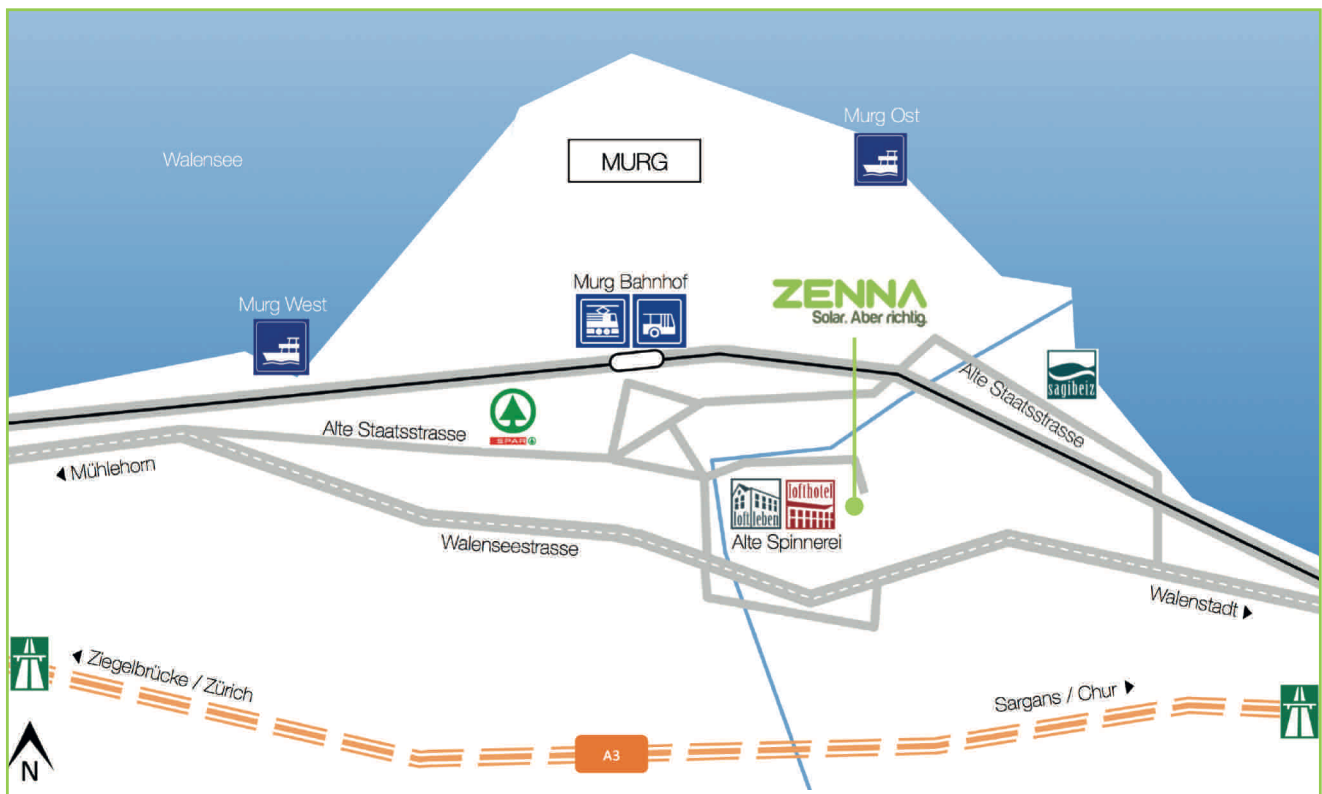 Murg Ost
Walensee
MURG
Murg Bahnhof
ZENNA
Solar. Aber richtig.
Murg West
sagibeiz
Alte Staatsstrasse
SPAR
Alte Staatsstrasse
Mühlehorn
lofthotel
loftleben
Alte Spinnerei
Walenseestrasse
Walenstadt
Ziegelbrücke / Zürich
Sargans / Chur
A3
N